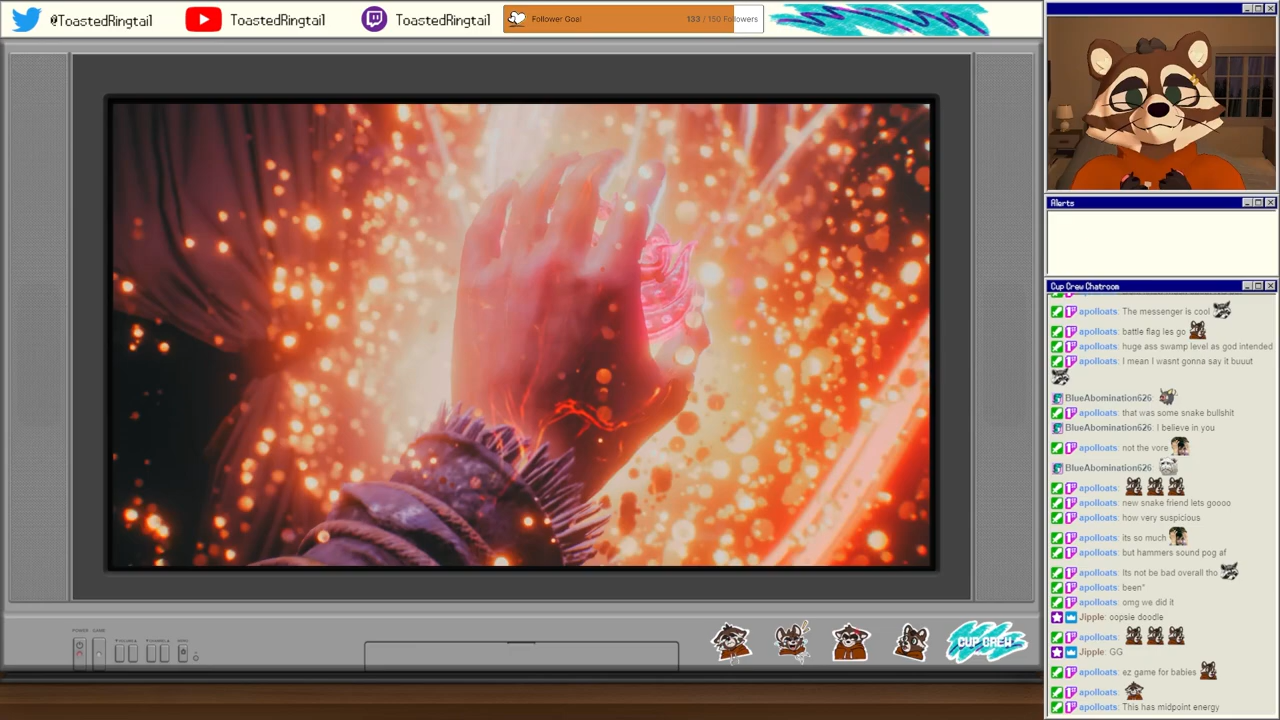 @ToastedRingtail
ToastedRingtail
ToastedRingtail
Follower Goal
133 / 150 Followers
Alerts
Cup Crew Chatroom
apolloats: The messenger is cool
apolloats: battle flag les go
apolloats: huge ass swamp level as god intended
apolloats: I mean I wasnt gonna say it buuut
BlueAbomination626:
apolloats: that was some snake bullshit
BlueAbomination626: I believe in you
apolloats: not the vore
BlueAbomination626:
apolloats:
apolloats: new snake friend lets goooo
apolloats: how very suspicious
apolloats: its so much
apolloats: but hammers sound pog af
apolloats: Its not be bad overall tho
apolloats: been*
apolloats: omg we did it
Jipple: oopsie doodle
apolloats:
Jipple: GG
apolloats: ez game for babies
apolloats:
apolloats: This has midpoint energy
POWER
CUP CREW